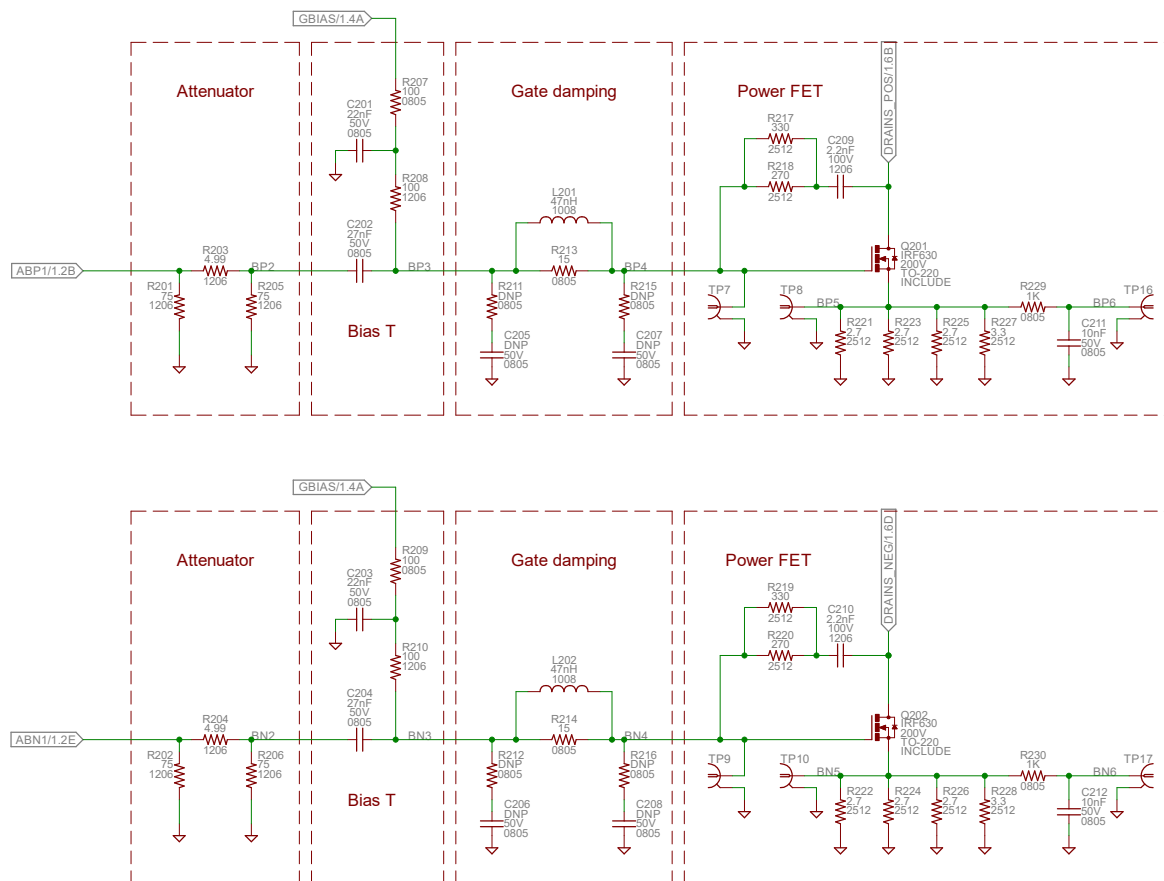 GBIAS/1.4A
Attenuator
Gate damping
Power FET
DRAINS_POS/1.6B
R207
100
0805
C201
22nF
50V
0805
R208
100
1206
C202
27nF
50V
0805
Bias T
ABP1/1.2B
R203
4.99
1206
BP2
R201
75
1206
R205
75
1206
BP3
L201
47nH
1008
R213
15
0805
BP4
R211
DNP
0805
C205
DNP
50V
0805
R215
DNP
0805
C207
DNP
50V
0805
R217
330
2512
R218
270
2512
C209
2.2nF
100V
1206
Q201
IRF630
200V
TO-220
INCLUDE
TP7
TP8
BP5
R221
2.7
2512
R223
2.7
2512
R225
2.7
2512
R227
3.3
2512
R229
1K
0805
BP6
C211
10nF
50V
0805
TP16
GBIAS/1.4A
Attenuator
Gate damping
Power FET
DRAINS_NEG/1.6D
R209
100
0805
C203
22nF
50V
0805
R210
100
1206
C204
27nF
50V
0805
Bias T
ABN1/1.2E
R204
4.99
1206
BN2
R202
75
1206
R206
75
1206
BN3
L202
47nH
1008
R214
15
0805
BN4
R212
DNP
0805
C206
DNP
50V
0805
R216
DNP
0805
C208
DNP
50V
0805
R219
330
2512
R220
270
2512
C210
2.2nF
100V
1206
Q202
IRF630
200V
TO-220
INCLUDE
TP9
TP10
BN5
R222
2.7
2512
R224
2.7
2512
R226
2.7
2512
R228
3.3
2512
R230
1K
0805
BN6
C212
10nF
50V
0805
TP17